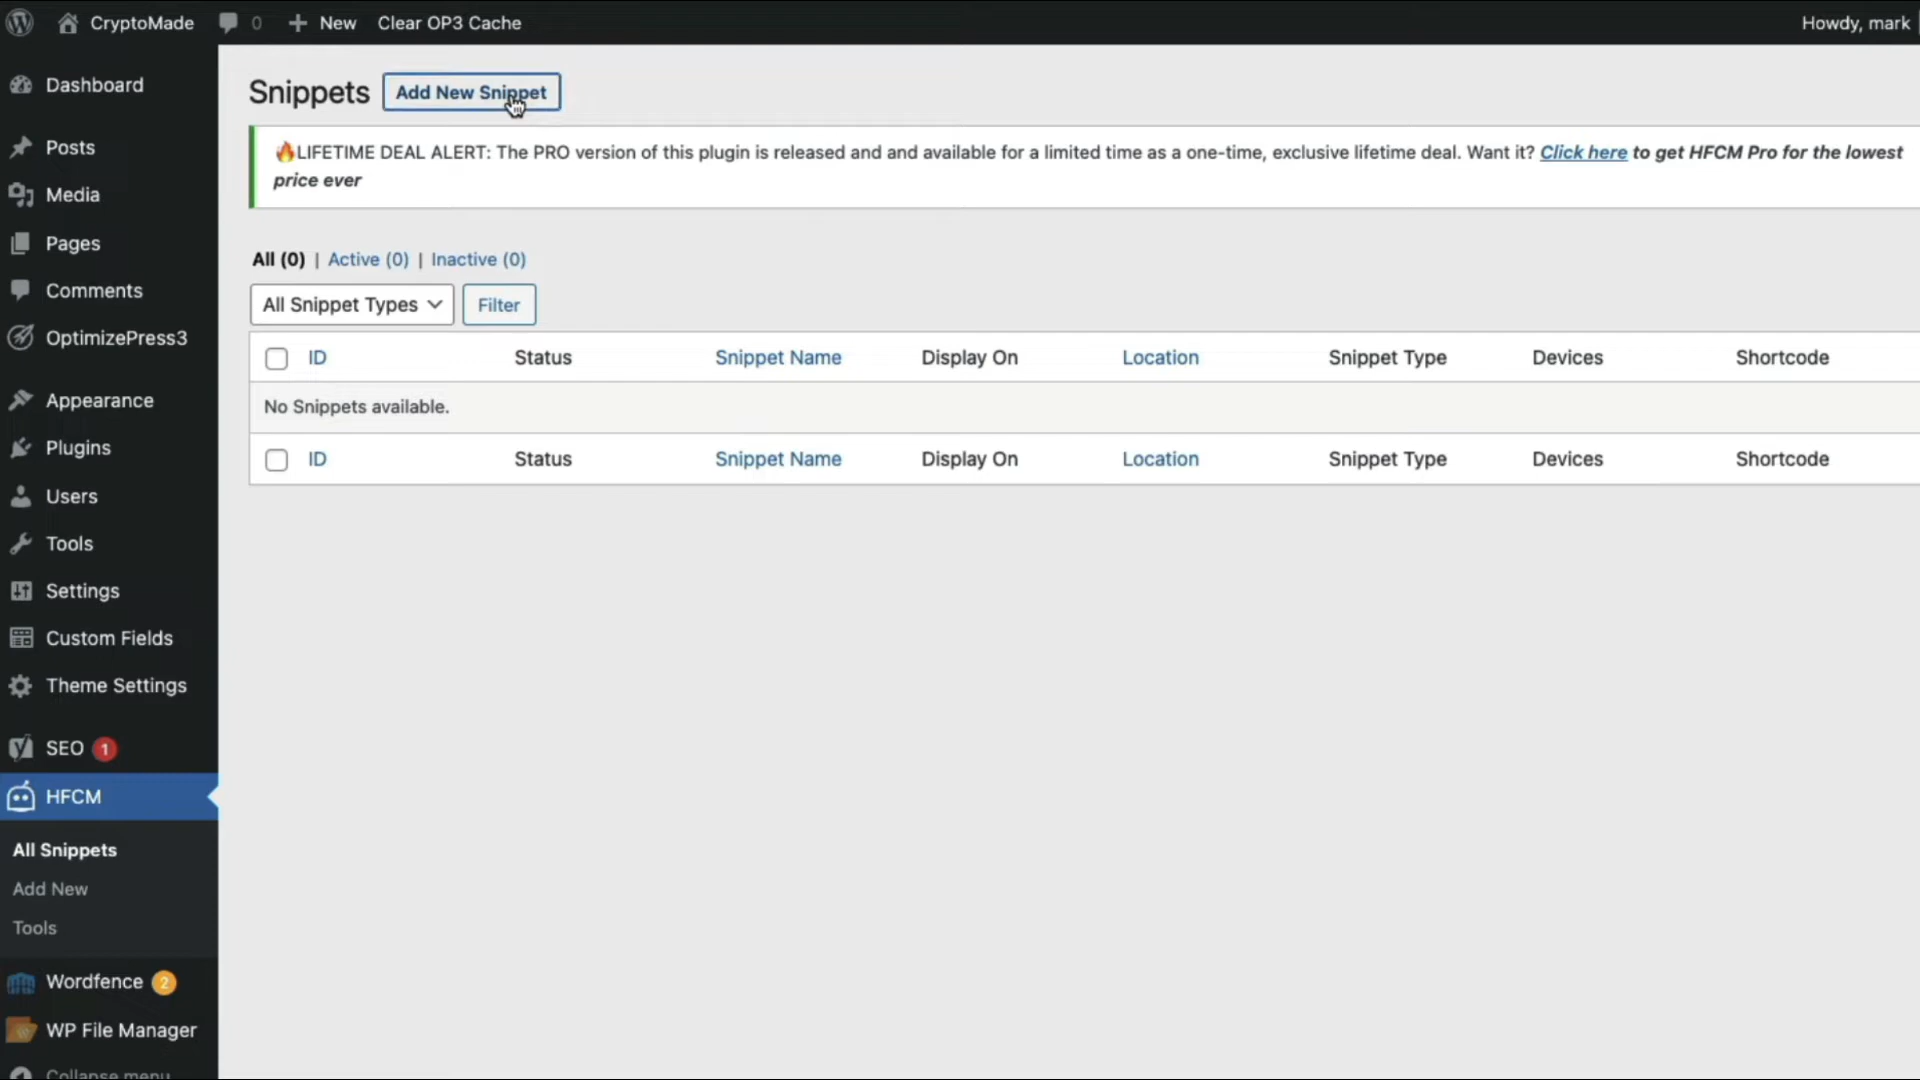 CryptoMade 0 New Clear OP3 Cache Howdy, mark
Dashboard
Posts
Media
Pages
Comments
OptimizePress3
Appearance
Plugins
Users
Tools
Settings
Custom Fields
Theme Settings
SEO 1
HFCM
All Snippets
Add New
Tools
Wordfence 2
WP File Manager
Collapse menu
Snippets Add New Snippet
🔥LIFETIME DEAL ALERT: The PRO version of this plugin is released and and available for a limited time as a one-time, exclusive lifetime deal. Want it? Click here to get HFCM Pro for the lowest
price ever
All (0) | Active (0) | Inactive (0)
All Snippet Types Filter
ID Status Snippet Name Display On Location Snippet Type Devices Shortcode
No Snippets available.
ID Status Snippet Name Display On Location Snippet Type Devices Shortcode